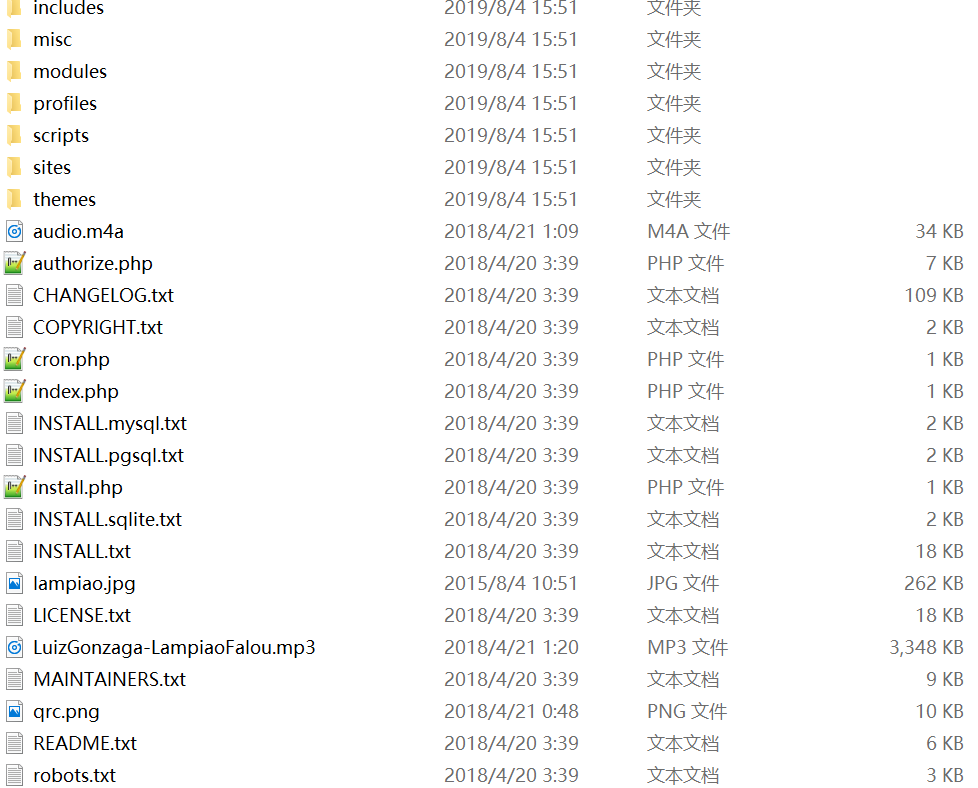 includes 2019/8/4 15:51 文件夹
misc 2019/8/4 15:51 文件夹
modules 2019/8/4 15:51 文件夹
profiles 2019/8/4 15:51 文件夹
scripts 2019/8/4 15:51 文件夹
sites 2019/8/4 15:51 文件夹
themes 2019/8/4 15:51 文件夹
audio.m4a 2018/4/21 1:09 M4A 文件 34 KB
authorize.php 2018/4/20 3:39 PHP 文件 7 KB
CHANGELOG.txt 2018/4/20 3:39 文本文档 109 KB
COPYRIGHT.txt 2018/4/20 3:39 文本文档 2 KB
cron.php 2018/4/20 3:39 PHP 文件 1 KB
index.php 2018/4/20 3:39 PHP 文件 1 KB
INSTALL.mysql.txt 2018/4/20 3:39 文本文档 2 KB
INSTALL.pgsql.txt 2018/4/20 3:39 文本文档 2 KB
install.php 2018/4/20 3:39 PHP 文件 1 KB
INSTALL.sqlite.txt 2018/4/20 3:39 文本文档 2 KB
INSTALL.txt 2018/4/20 3:39 文本文档 18 KB
lampiao.jpg 2015/8/4 10:51 JPG 文件 262 KB
LICENSE.txt 2018/4/20 3:39 文本文档 18 KB
LuizGonzaga-LampiaoFalou.mp3 2018/4/21 1:20 MP3 文件 3,348 KB
MAINTAINERS.txt 2018/4/20 3:39 文本文档 9 KB
qrc.png 2018/4/21 0:48 PNG 文件 10 KB
README.txt 2018/4/20 3:39 文本文档 6 KB
robots.txt 2018/4/20 3:39 文本文档 3 KB